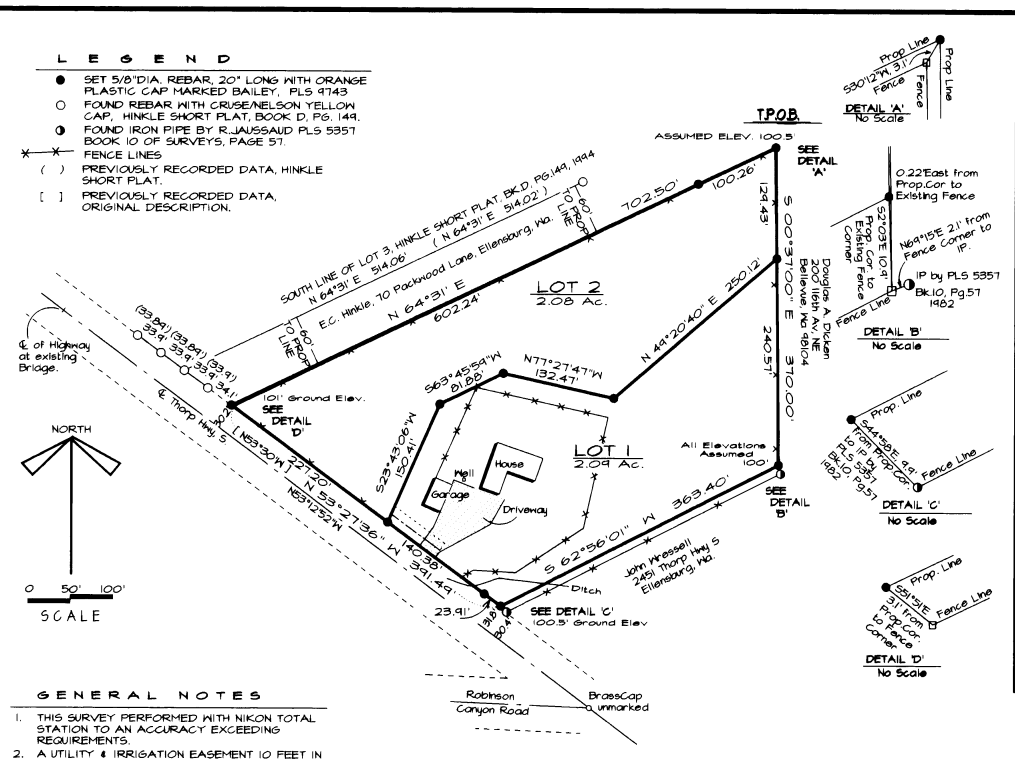 LEGEND
SET 5/8"DIA. REBAR, 20" LONG WITH ORANGE
PLASTIC CAP MARKED BAILEY, PLS 9743
FOUND REBAR WITH CRUSE/NELSON YELLOW
CAP, HINKLE SHORT PLAT, BOOK D, PG. 149.
FOUND IRON PIPE BY R.JAUSSAUD PLS 5357
BOOK 10 OF SURVEYS, PAGE 57.
FENCE LINES
( ) PREVIOUSLY RECORDED DATA, HINKLE
SHORT PLAT.
[ ] PREVIOUSLY RECORDED DATA,
ORIGINAL DESCRIPTION.
T.P.O.B.
ASSUMED ELEV. 100.5'
SEE
DETAIL
'A'
SOUTH LINE OF LOT 3, HINKLE SHORT PLAT, BK.D, PG.149, 1994
N 64°31' E 514.06'
( N 64°31' E 514.02' )
60'
TO PROP
LINE
60'
TO PROP
LINE
702.50'
100.26'
E.C. Hinkle, 70 Packwood Lane, Ellensburg, Wa.
N 64°31' E
602.24'
LOT 2
2.08 Ac.
129.43'
S 00°37'00" E 370.00'
240.57'
Douglas A. Dicken
200 116th Av, NE
Bellevue, Wa 98104
N 49°20'40" E 250.12'
S63°45'59"W
81.88'
N77°27'47"W
132.47'
S23°43'06"W
150.41'
LOT 1
2.09 Ac.
House
Well
Garage
Driveway
All Elevations
Assumed
100'
SEE
DETAIL
'B'
S 62°56'01" W 363.40'
John Wressell
2451 Thorp Hwy S
Ellensburg, Wa.
Ditch
SEE DETAIL 'C'
100.5' Ground Elev
23.91'
30.4'
(33.89') (33.89') (33.9')
33.9' 33.9' 33.9' 34.1'
℄ of Highway
at existing
Bridge.
101' Ground Elev.
SEE
DETAIL
'D'
℄ Thorp Hwy. S
[ N53°30'W ]
227.20'
N 53°27'36" W
N53°12'52"W
140.38'
391.49
Robinson
Canyon Road
BrassCap
unmarked
NORTH
0 50' 100'
SCALE
Prop Line
S30°12"W, 3.1'
Fence
Fence
Prop Line
DETAIL 'A'
No Scale
0.22'East from
Prop.Cor to
Existing Fence
S2°03'E 10.9'
Prop. Cor. to
Existing Fence
Corner
N69°15'E 2.1' from
Fence Corner to
IP.
IP by PLS 5357
Bk.10, Pg.57
1982
Fence Line
DETAIL 'B'
No Scale
Prop. Line
S44°58'E 9.9'
from Prop.Cor.
to IP by
PLS 5357
Bk.10, Pg.57
1982
Fence Line
DETAIL 'C'
No Scale
Prop. Line
S51°51'E
3.1' from
Prop.Cor.
to Fence
Corner
Fence Line
DETAIL 'D'
No Scale
GENERAL NOTES
1. THIS SURVEY PERFORMED WITH NIKON TOTAL
STATION TO AN ACCURACY EXCEEDING
REQUIREMENTS.
2. A UTILITY & IRRIGATION EASEMENT 10 FEET IN